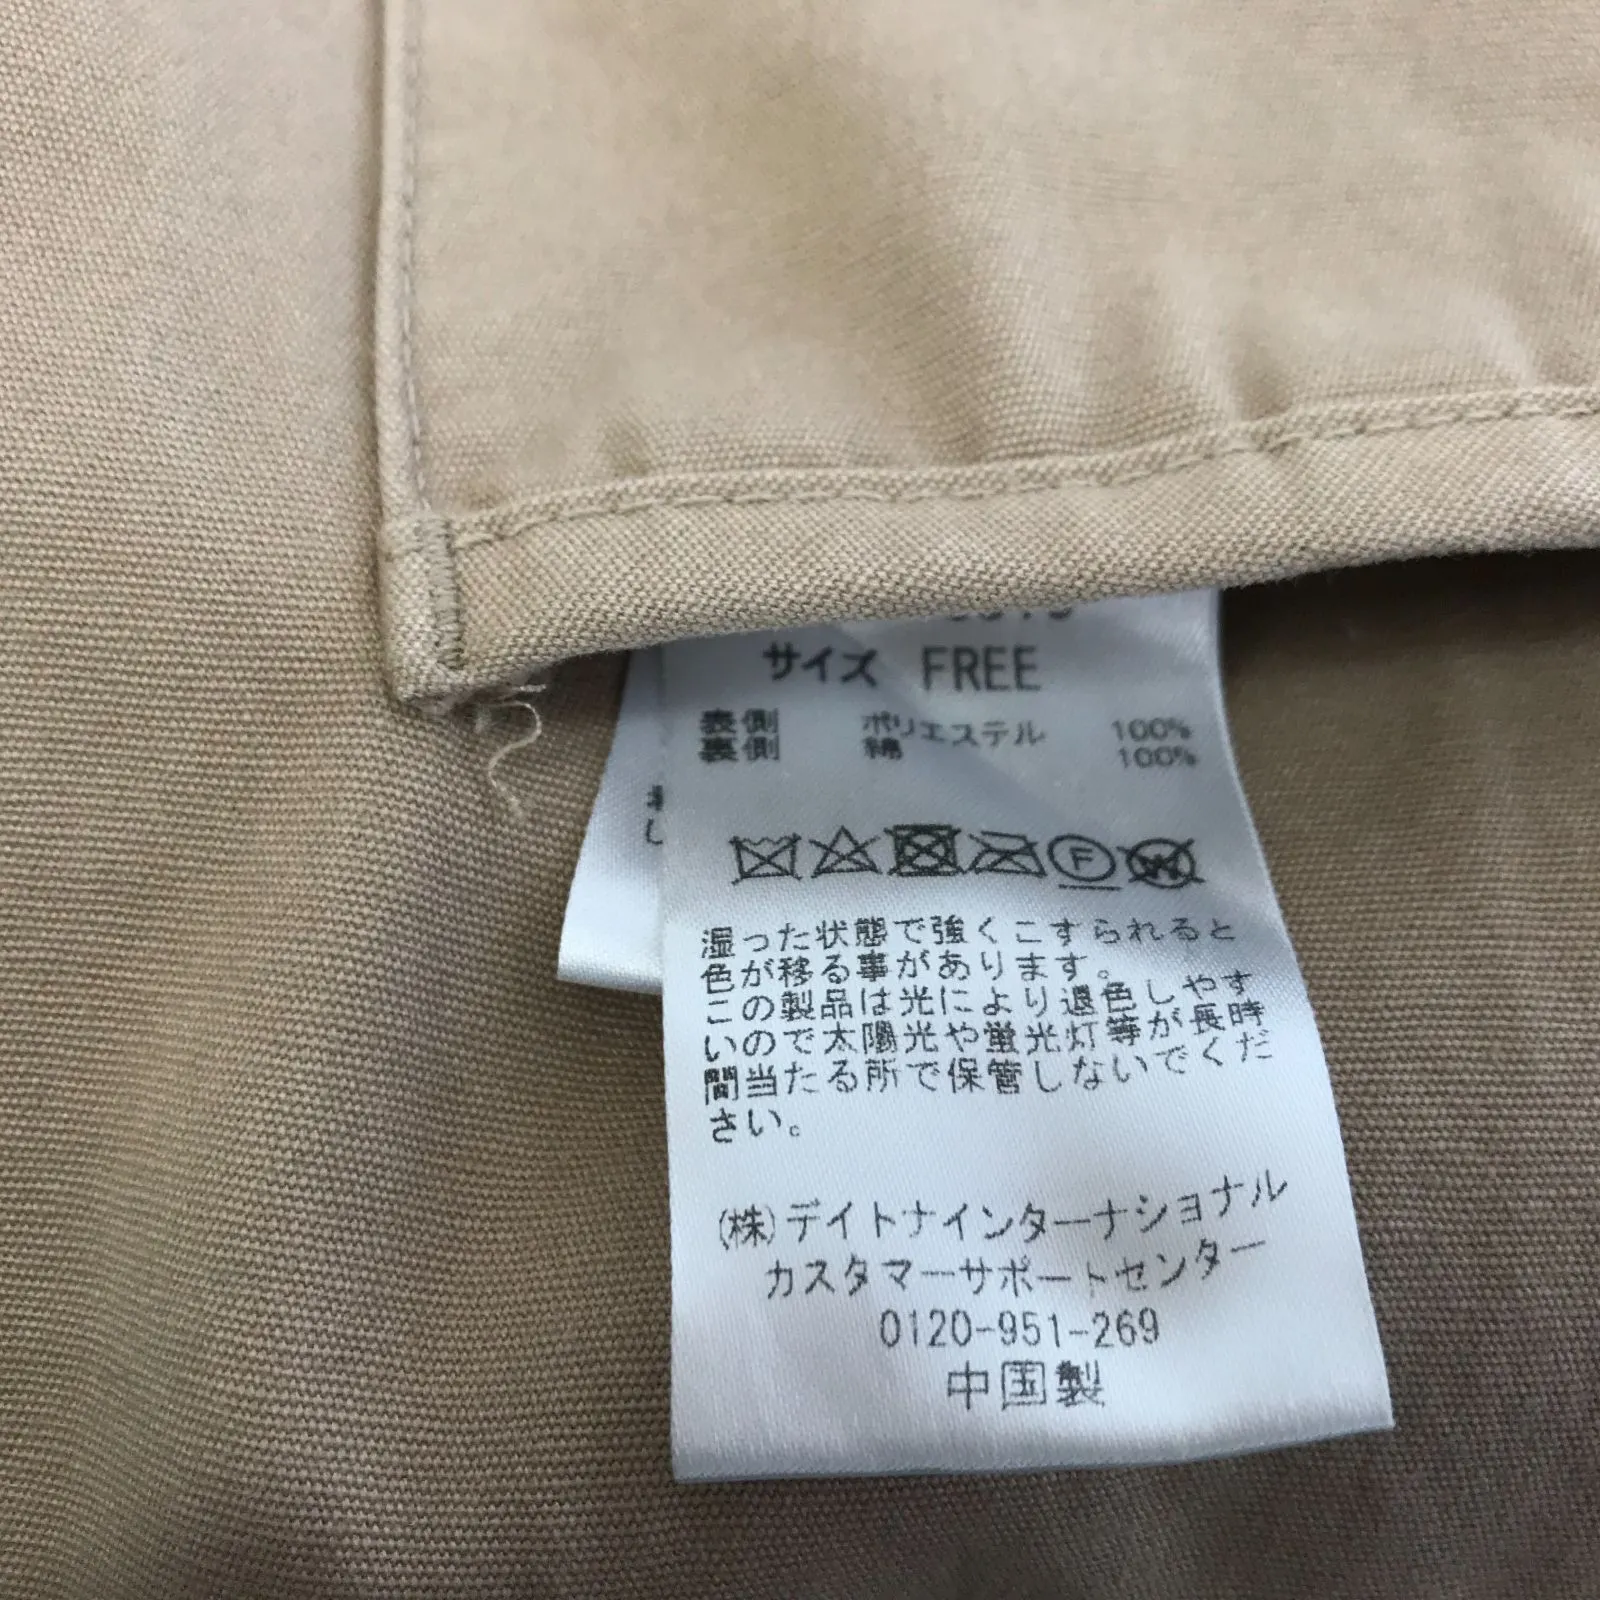 サイズ FREE
表側 ポリエステル 100%
裏側 綿 100%
F
W
湿った状態で強くこすられると
色が移る事があります。
この製品は光により退色しやす
いので太陽光や蛍光灯等が長時
間当たる所で保管しないでくだ
さい。
(株)デイトナインターナショナル
カスタマーサポートセンター
0120-951-269
中国製